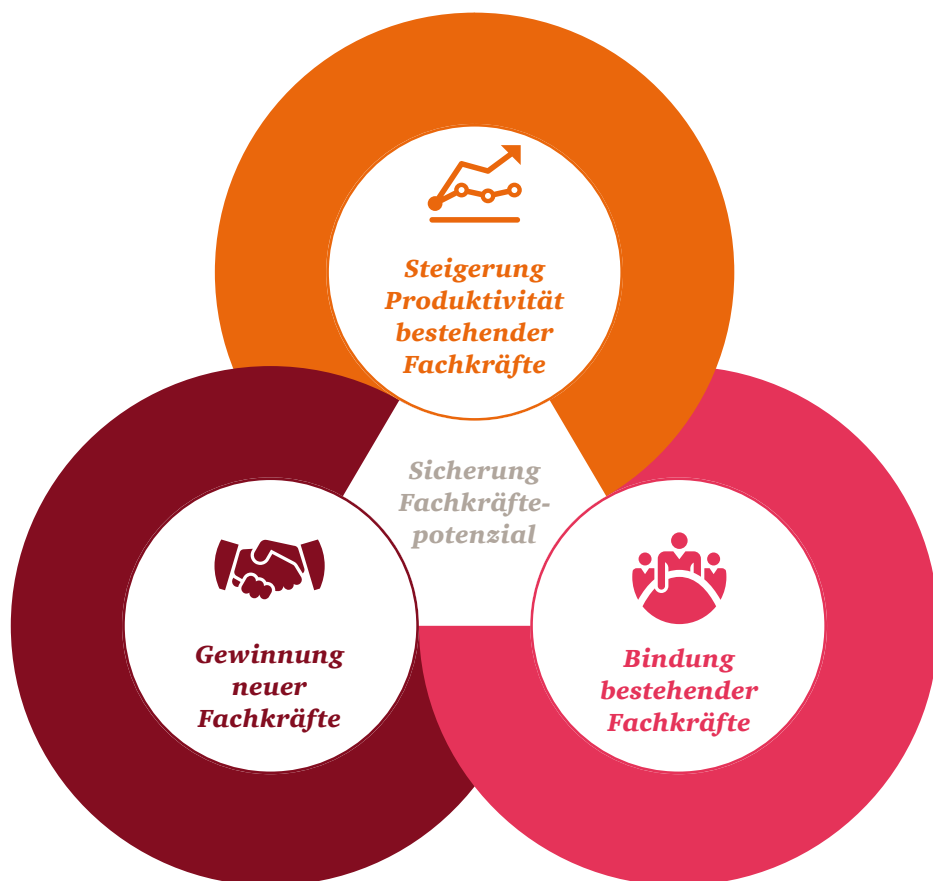 Steigerung
Produktivität
bestehender
Fachkräfte
Sicherung
Fachkräfte-
potenzial
Gewinnung
neuer
Fachkräfte
Bindung
bestehender
Fachkräfte